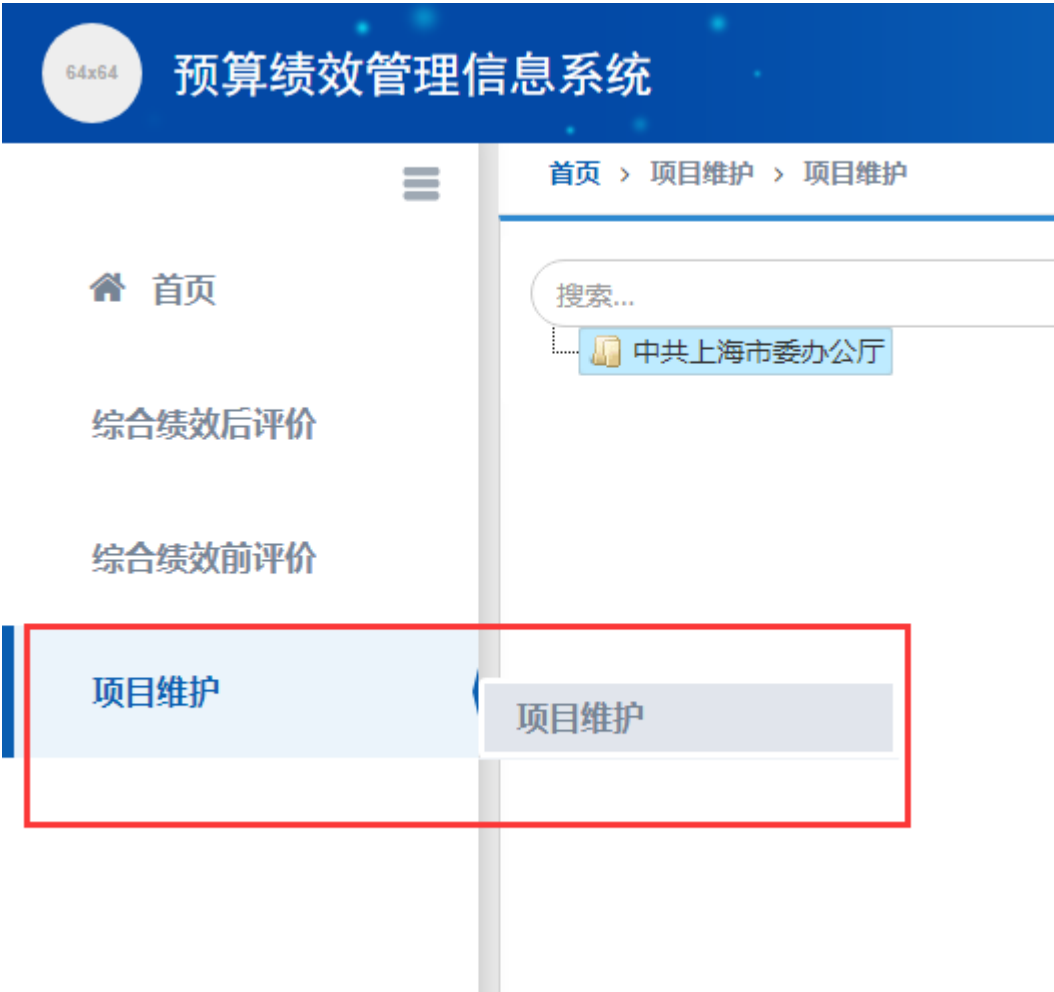 64x64
预算绩效管理信息系统
首页 > 项目维护 > 项目维护
首页
搜索...
中共上海市委办公厅
综合绩效后评价
综合绩效前评价
项目维护
项目维护